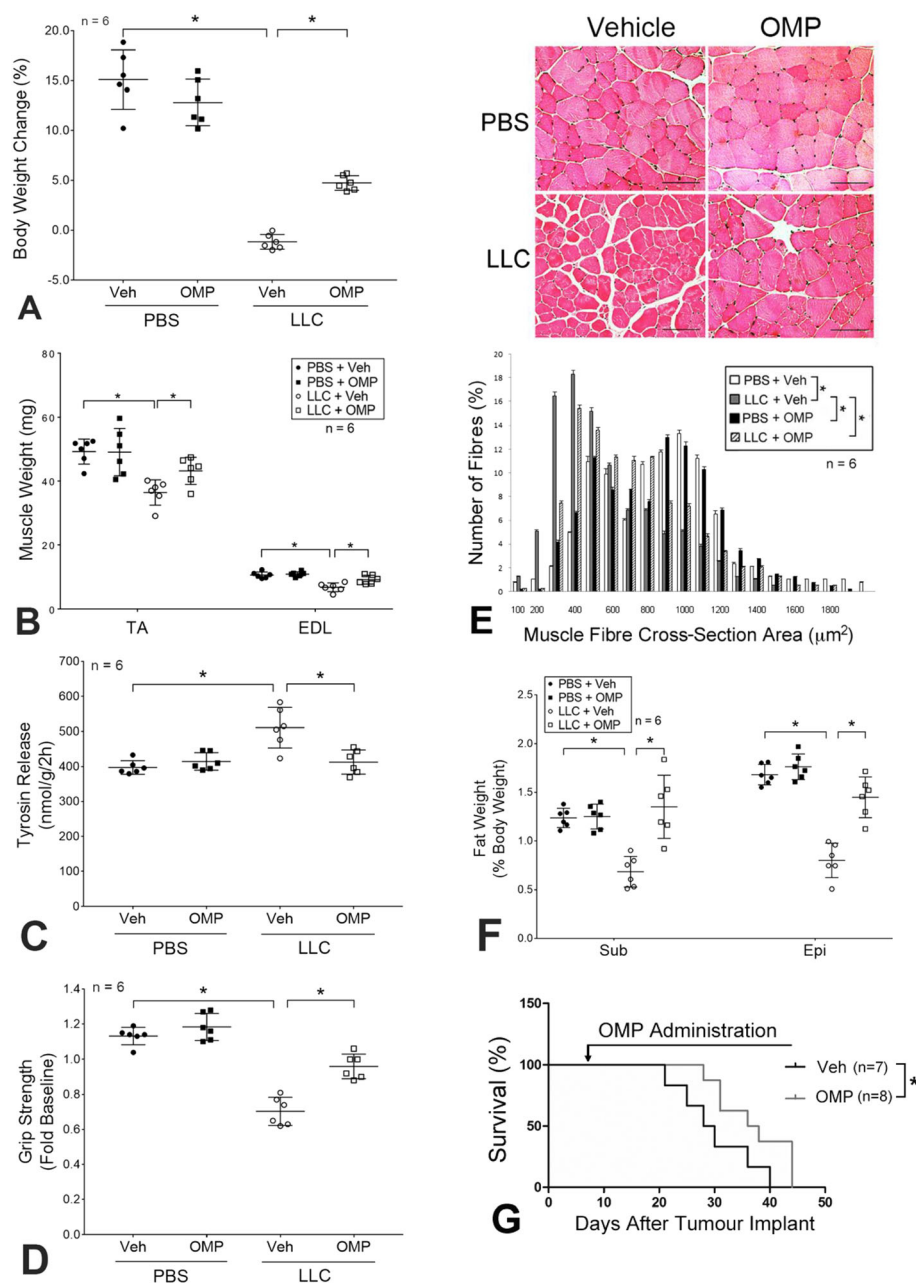 n = 6
Body Weight Change (%)
20.0
15.0
10.0
5.0
0.0
-5.0
*
*
Veh OMP Veh OMP
PBS LLC
A
Muscle Weight (mg)
80
60
40
20
0
* *
* *
PBS + Veh
PBS + OMP
LLC + Veh
LLC + OMP
n = 6
TA EDL
B
n = 6
Tyrosin Release
(nmol/g/2h)
700
600
500
400
300
200
100
0
* *
Veh OMP Veh OMP
PBS LLC
C
n = 6
Grip Strength
(Fold Baseline)
1.4
1.2
1.0
0.8
0.6
0.4
0.2
0.0
* *
Veh OMP Veh OMP
PBS LLC
D
Vehicle OMP
PBS
LLC
Number of Fibres (%)
20
18
16
14
12
10
8
6
4
2
0
PBS + Veh
LLC + Veh
PBS + OMP
LLC + OMP
* * *
n = 6
100 200 400 600 800 1000 1200 1400 1600 1800
Muscle Fibre Cross-Section Area (μm²)
E
PBS + Veh
PBS + OMP
LLC + Veh
LLC + OMP
n = 6
Fat Weight
(% Body Weight)
2.5
2.0
1.5
1.0
0.5
0.0
* *
* *
Sub Epi
F
OMP Administration
Survival (%)
150
100
50
0
Veh (n=7)
OMP (n=8)
*
0 10 20 30 40 50
Days After Tumour Implant
G